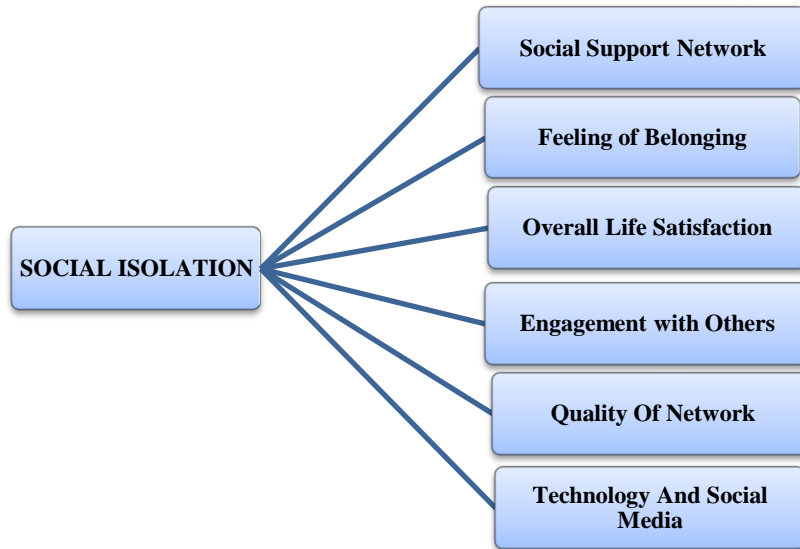 Social Support Network
Feeling of Belonging
Overall Life Satisfaction
SOCIAL ISOLATION
Engagement with Others
Quality Of Network
Technology And Social
Media